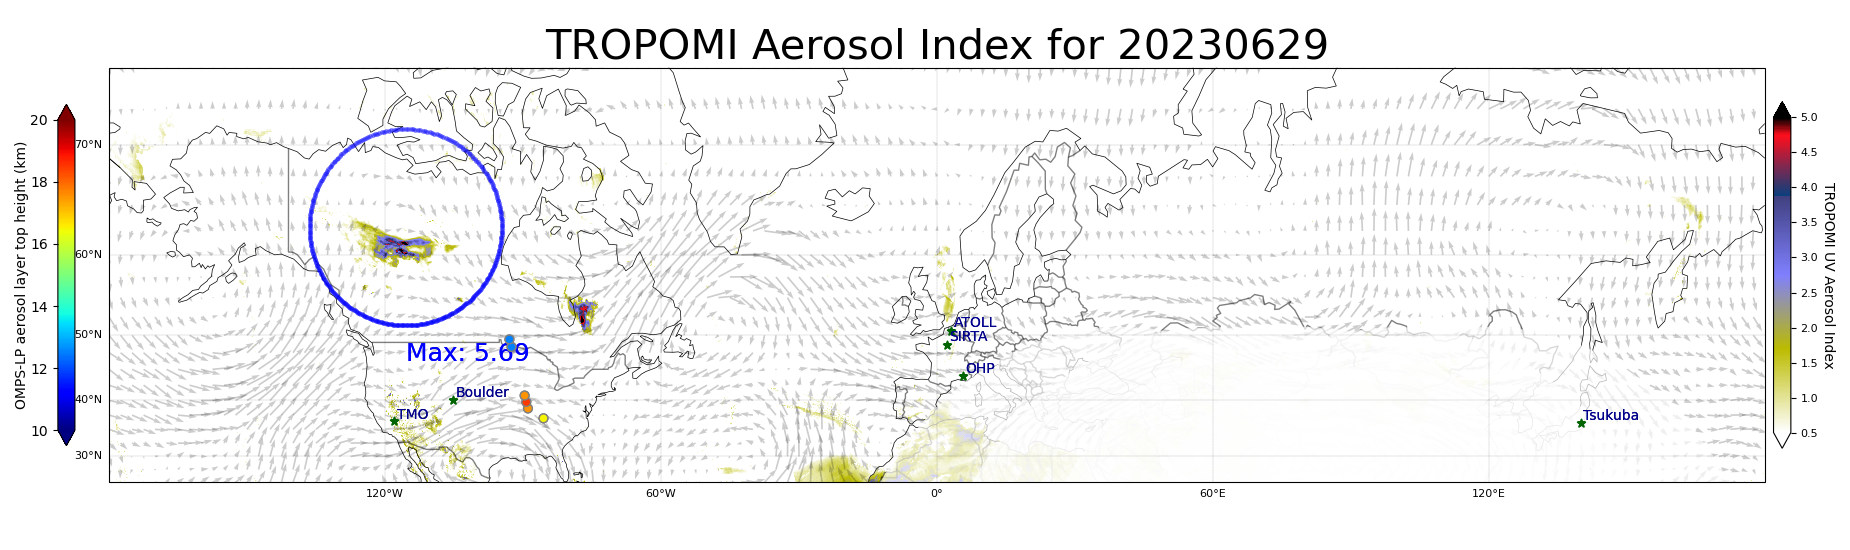 TROPOMI Aerosol Index for 20230629
OMPS-LP aerosol layer top height (km)
20
18
16
14
12
10
70°N
60°N
50°N
40°N
30°N
120°W
60°W
0°
60°E
120°E
Max: 5.69
TMO
Boulder
ATOLL
SIRTA
OHP
Tsukuba
5.0
4.5
4.0
3.5
3.0
2.5
2.0
1.5
1.0
0.5
TROPOMI UV Aerosol Index